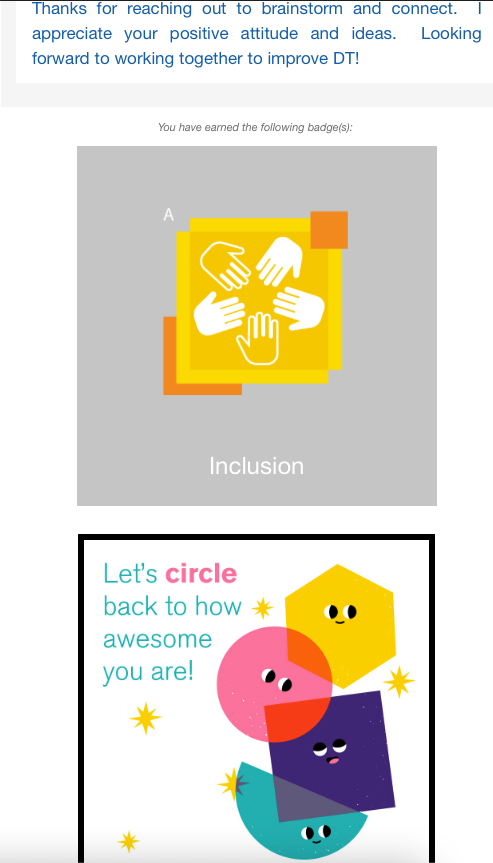 Thanks for reaching out to brainstorm and connect. I
appreciate your positive attitude and ideas. Looking
forward to working together to improve DT!
You have earned the following badge(s):
A
Inclusion
Let's circle
back to how
awesome
you are!